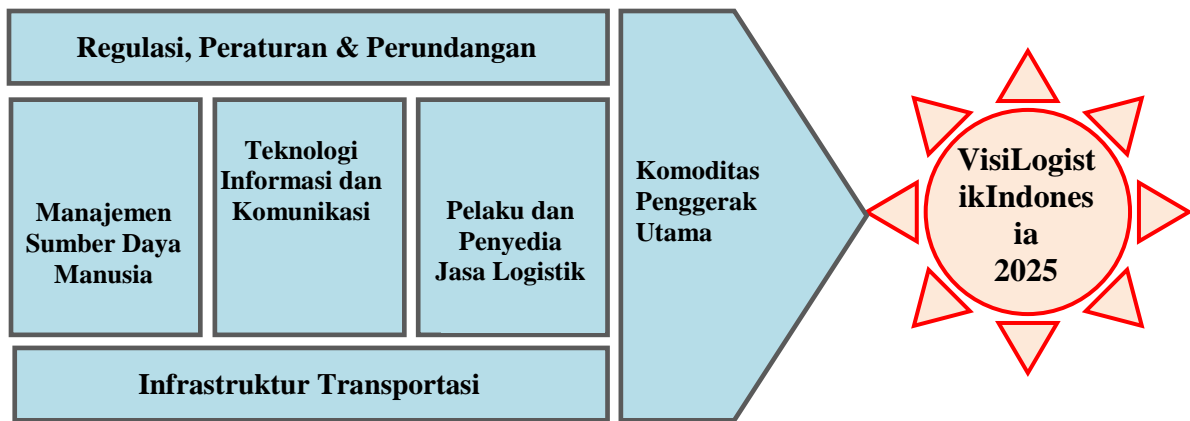 Regulasi, Peraturan & Perundangan
Manajemen
Sumber Daya
Manusia
Teknologi
Informasi dan
Komunikasi
Pelaku dan
Penyedia
Jasa Logistik
Infrastruktur Transportasi
Komoditas
Penggerak
Utama
VisiLogist
ikIndones
ia
2025